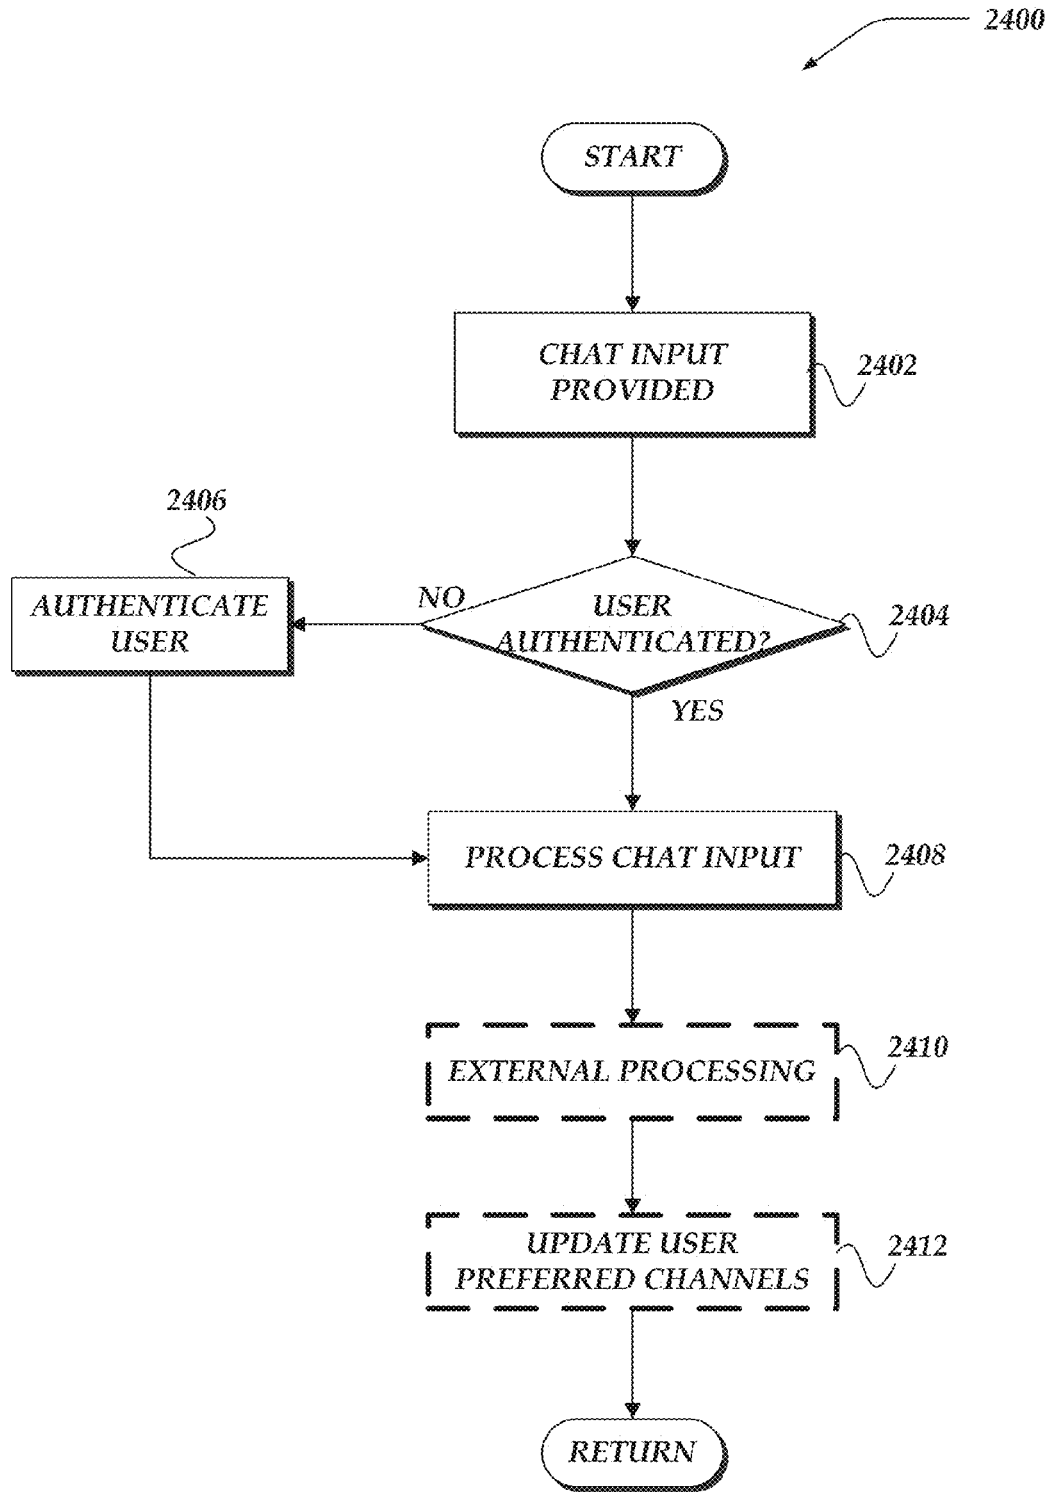 2400
START
CHAT INPUT
PROVIDED
2402
2406
AUTHENTICATE
USER
NO
USER
AUTHENTICATED?
2404
YES
PROCESS CHAT INPUT
2408
EXTERNAL PROCESSING
2410
UPDATE USER
PREFERRED CHANNELS
2412
RETURN